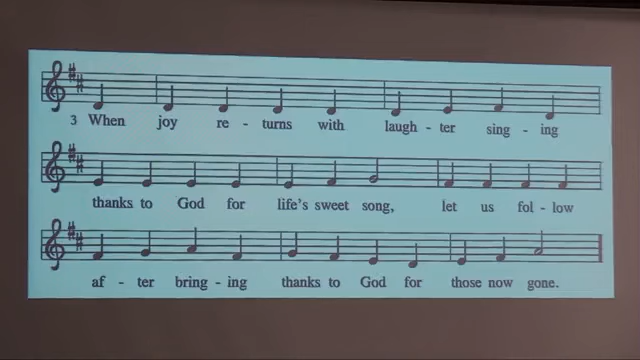 3 When joy re - turns with laugh - ter sing - ing
thanks to God for life's sweet song, let us fol - low
af - ter bring - ing thanks to God for those now gone.